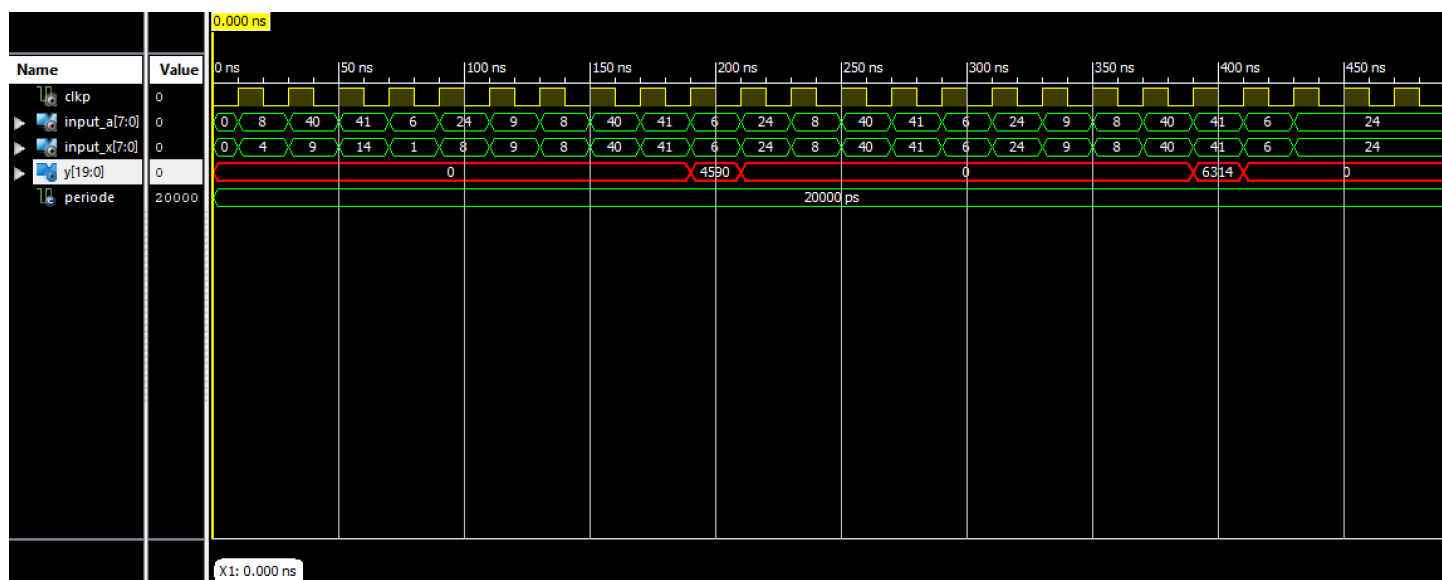 0.000 ns
Name Value 0 ns 50 ns 100 ns 150 ns 200 ns 250 ns 300 ns 350 ns 400 ns 450 ns
clkp 0
input_a[7:0] 0 0 8 40 41 6 24 9 8 40 41 6 24 8 40 41 6 24 9 8 40 41 6 24
input_x[7:0] 0 0 4 9 14 1 8 9 8 40 41 6 24 8 40 41 6 24 9 8 40 41 6 24
y[19:0] 0 0 4590 0 6314 0
periode 20000 20000 ps
X1: 0.000 ns